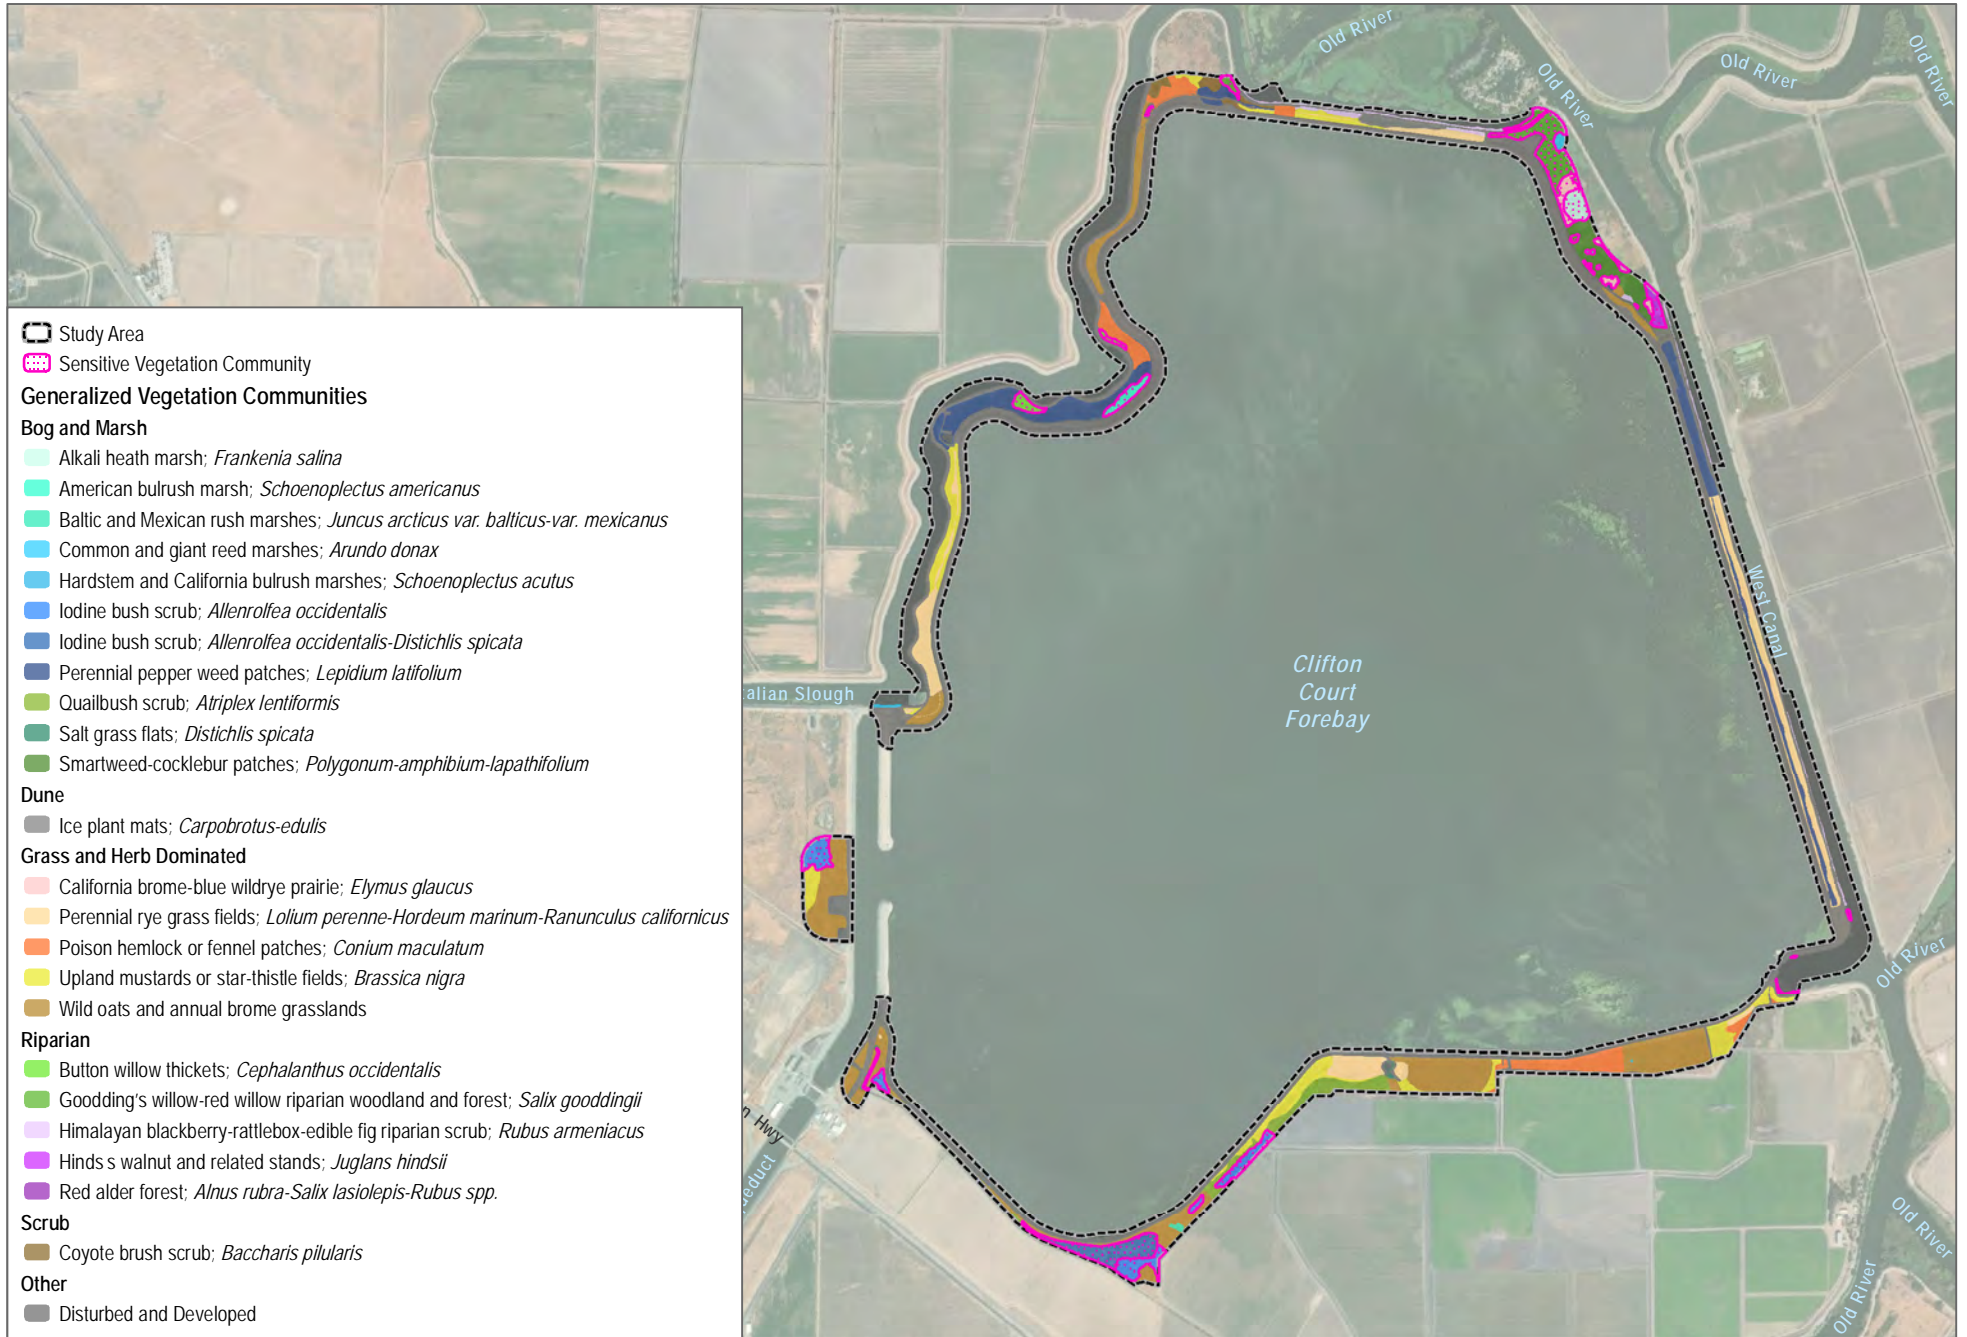 Old River
Old River
Old River
Old River
Study Area
Sensitive Vegetation Community
Generalized Vegetation Communities
Bog and Marsh
Alkali heath marsh; Frankenia salina
American bulrush marsh; Schoenoplectus americanus
Baltic and Mexican rush marshes; Juncus arcticus var. balticus-var. mexicanus
Common and giant reed marshes; Arundo donax
Hardstem and California bulrush marshes; Schoenoplectus acutus
Iodine bush scrub; Allenrolfea occidentalis
Iodine bush scrub; Allenrolfea occidentalis-Distichlis spicata
Perennial pepper weed patches; Lepidium latifolium
Quailbush scrub; Atriplex lentiformis
Salt grass flats; Distichlis spicata
Smartweed-cocklebur patches; Polygonum-amphibium-lapathifolium
Dune
Ice plant mats; Carpobrotus-edulis
Grass and Herb Dominated
California brome-blue wildrye prairie; Elymus glaucus
Perennial rye grass fields; Lolium perenne-Hordeum marinum-Ranunculus californicus
Poison hemlock or fennel patches; Conium maculatum
Upland mustards or star-thistle fields; Brassica nigra
Wild oats and annual brome grasslands
Riparian
Button willow thickets; Cephalanthus occidentalis
Goodding's willow-red willow riparian woodland and forest; Salix gooddingii
Himalayan blackberry-rattlebox-edible fig riparian scrub; Rubus armeniacus
Hinds s walnut and related stands; Juglans hindsii
Red alder forest; Alnus rubra-Salix lasiolepis-Rubus spp.
Scrub
Coyote brush scrub; Baccharis pilularis
Other
Disturbed and Developed
alian Slough
Clifton
Court
Forebay
West Canal
Old River
n Hwy
ueduct
Old River
Old River